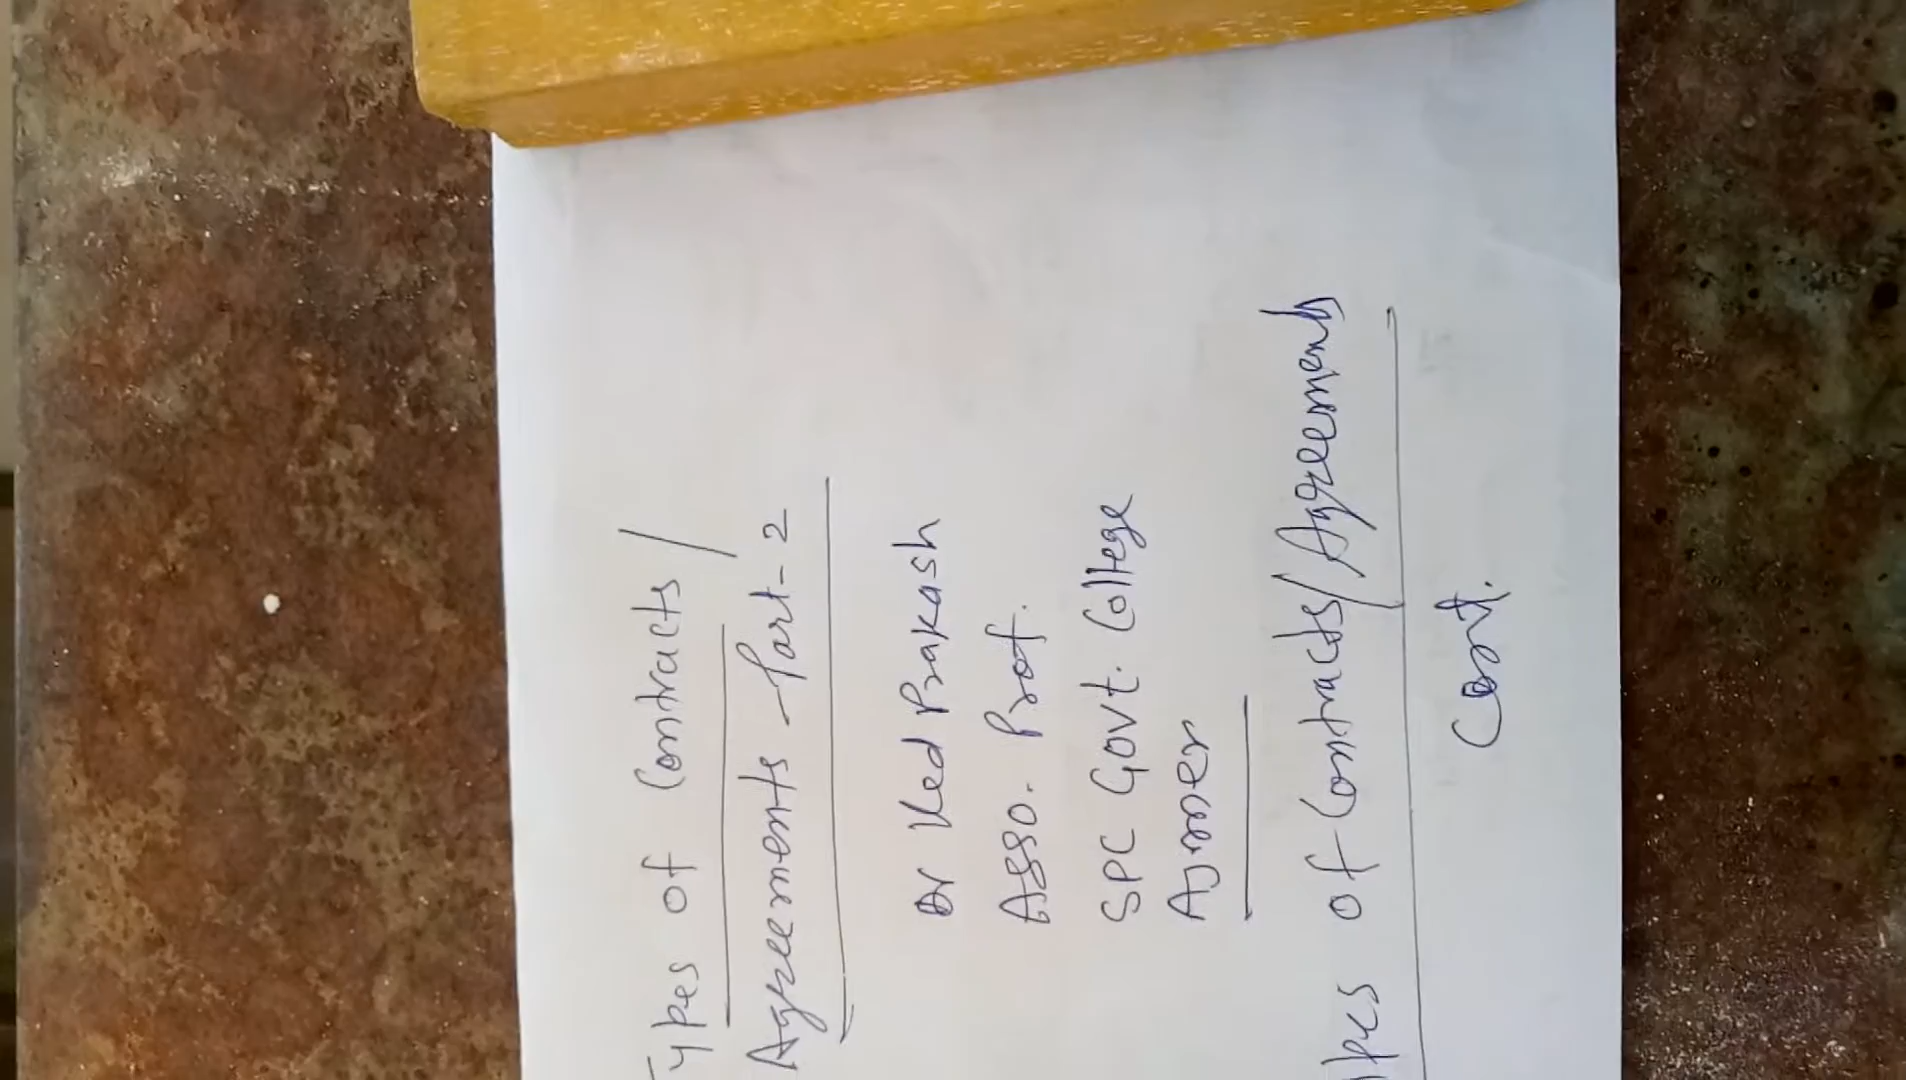 Types of Contracts/
Agreements - Part-2
Dr Ved Prakash
Asso. Prof.
SPC Govt. College
Ajmer
ypes of Contracts/Agreements
Cont.